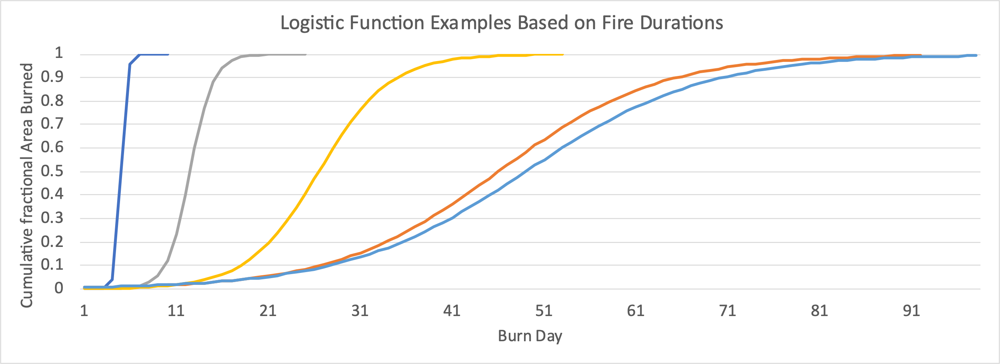 Logistic Function Examples Based on Fire Durations
Cumulative fractional Area Burned
1
0.9
0.8
0.7
0.6
0.5
0.4
0.3
0.2
0.1
0
1 11 21 31 41 51 61 71 81 91
Burn Day